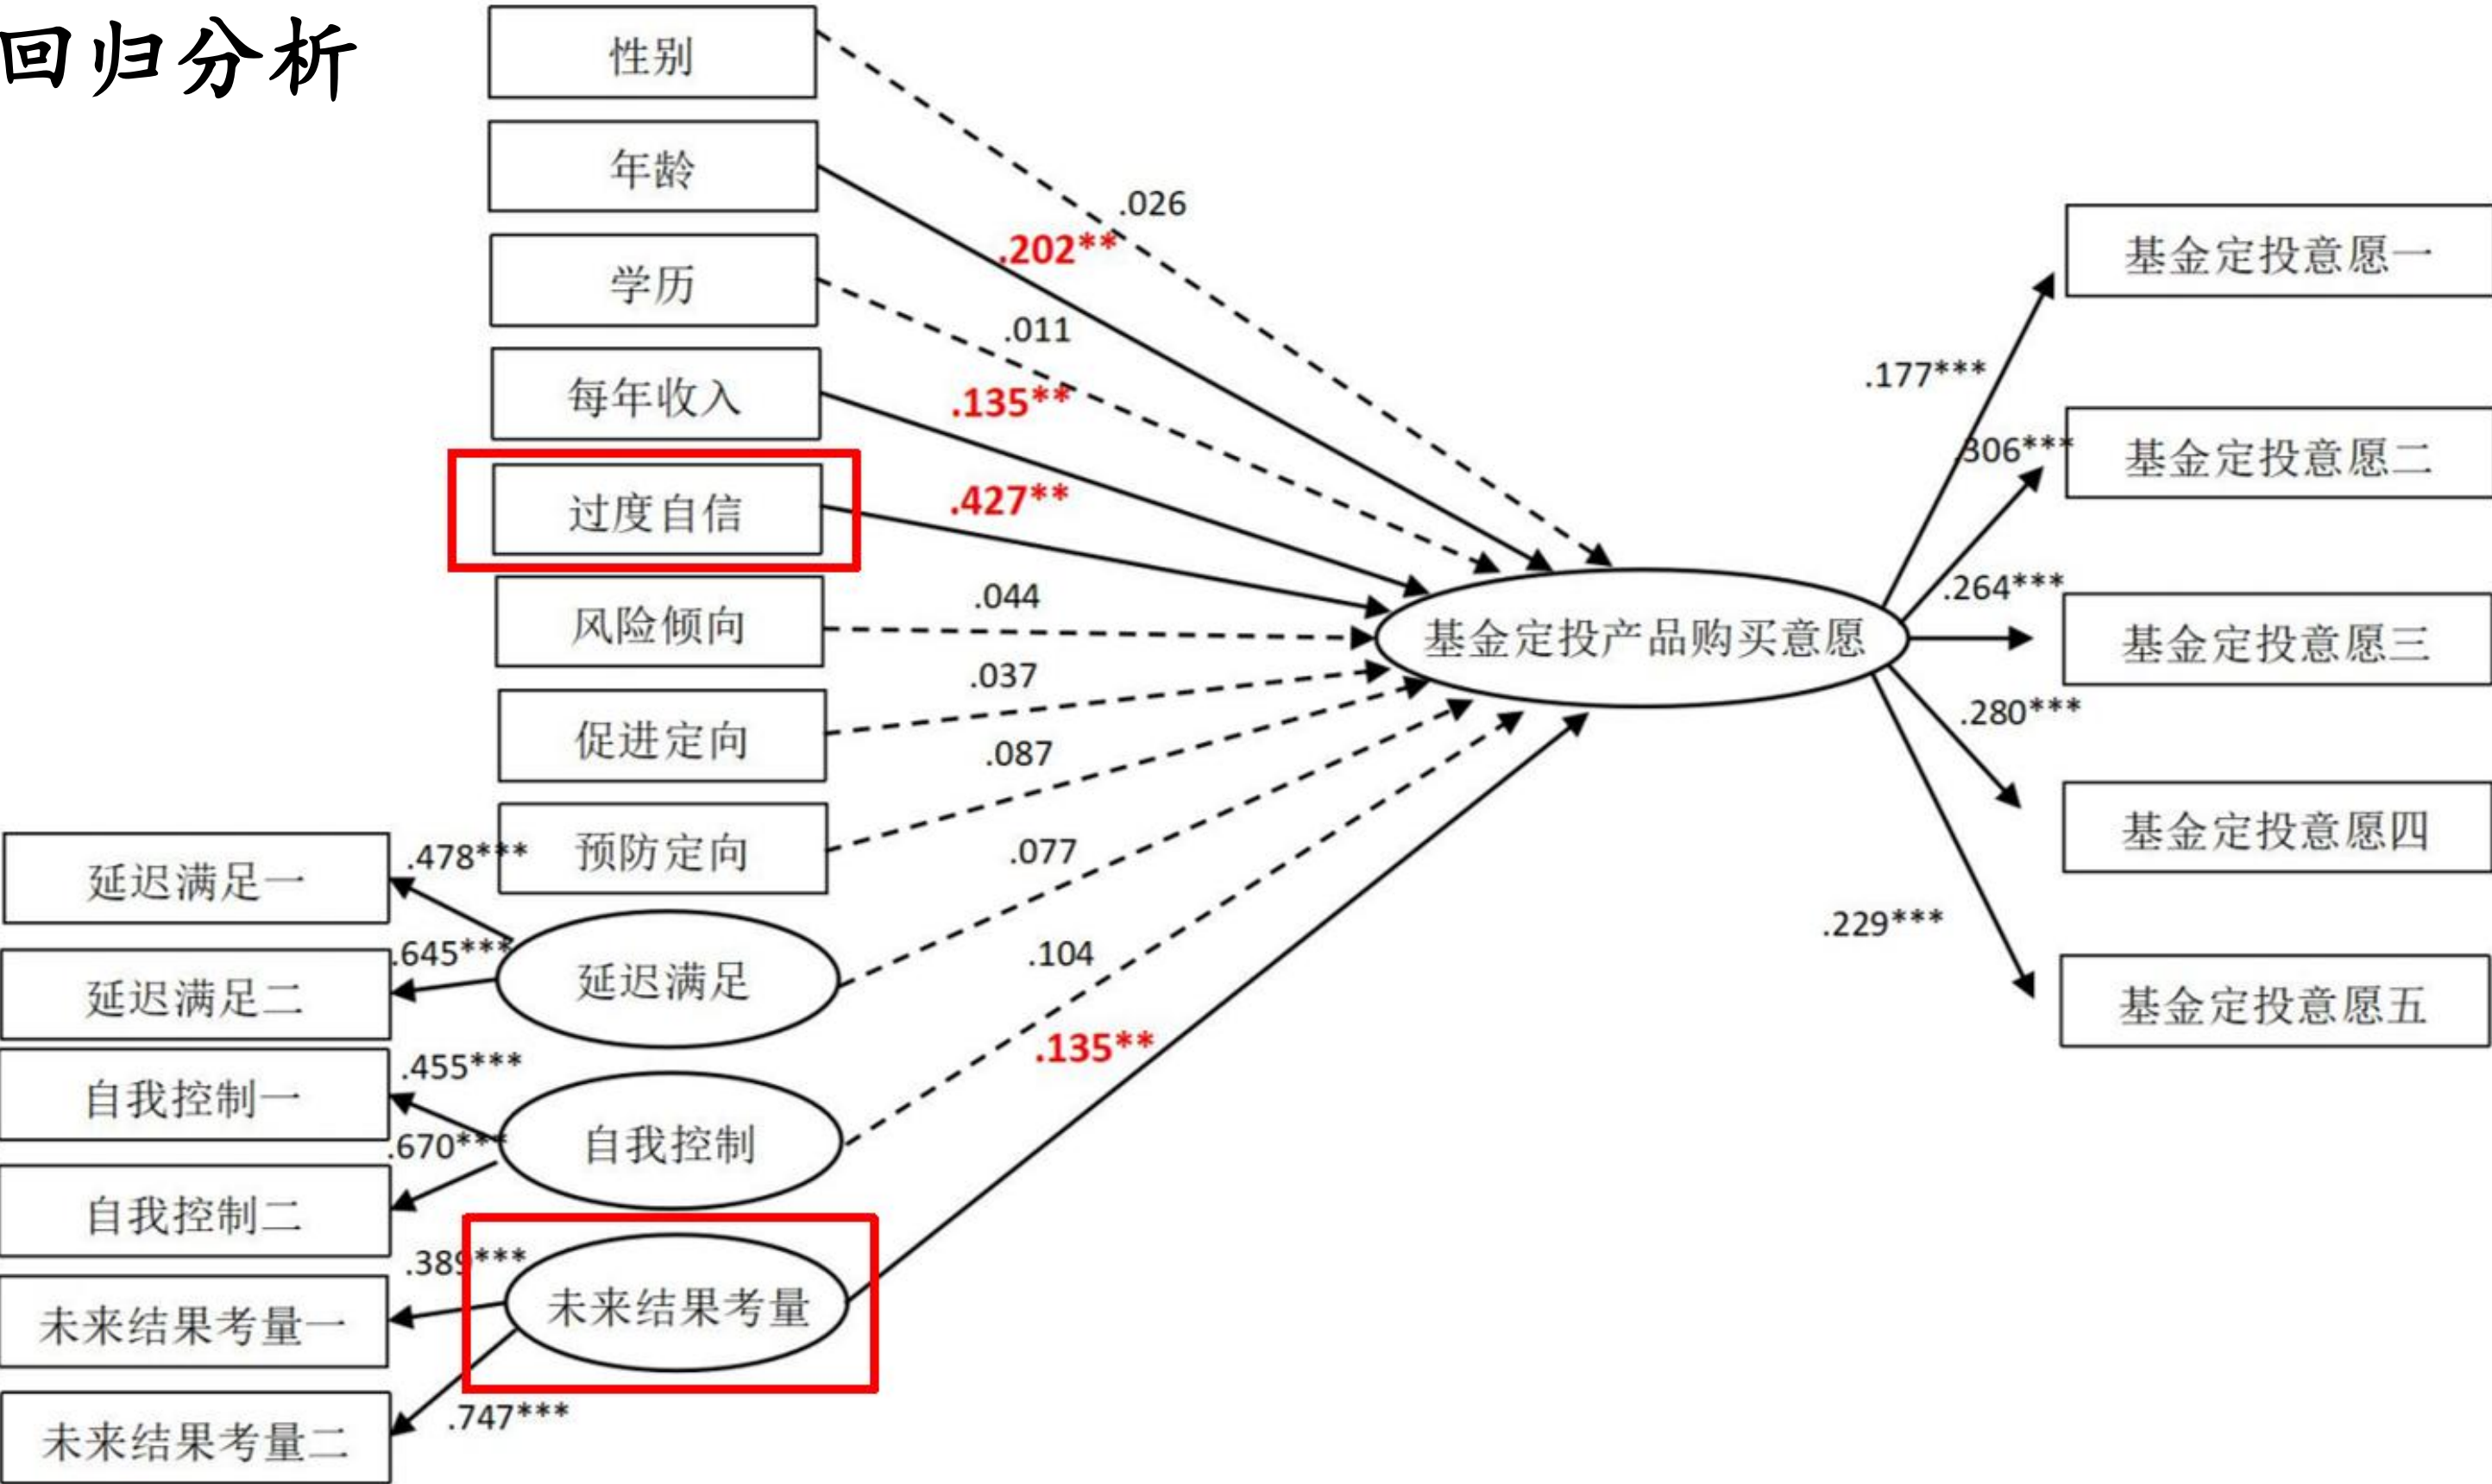 回归分析
性别
年龄
学历
每年收入
过度自信
风险倾向
促进定向
预防定向
延迟满足
自我控制
未来结果考量
.026
.202**
.011
.135**
.427**
.044
.037
.087
.077
.104
.135**
延迟满足一
延迟满足二
自我控制一
自我控制二
未来结果考量一
未来结果考量二
.478***
.645***
.455***
.670***
.389***
.747***
基金定投产品购买意愿
.177***
.306***
.264***
.280***
.229***
基金定投意愿一
基金定投意愿二
基金定投意愿三
基金定投意愿四
基金定投意愿五